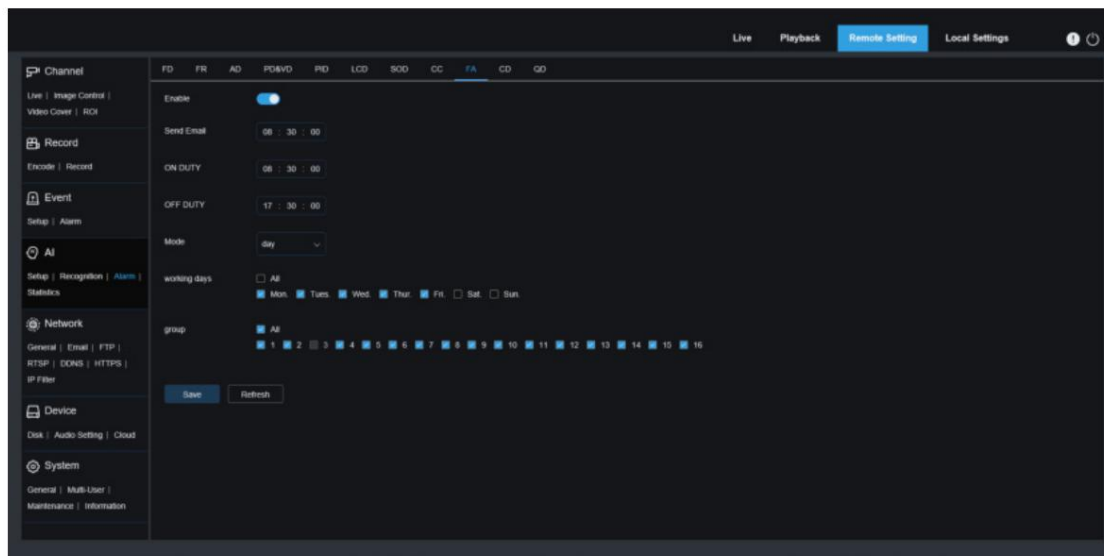 Live Playback Remote Setting Local Settings
Channel
Live | Image Control |
Video Cover | ROI
Record
Encode | Record
Event
Setup | Alarm
AI
Setup | Recognition | Alarm |
Statistics
Network
General | Email | FTP |
RTSP | DDNS | HTTPS |
IP Filter
Device
Disk | Audio Setting | Cloud
System
General | Multi-User |
Maintenance | Information
FD FR AD PD&VD PID LCD SOD CC FA CD QD
Enable
Send Email 08 : 30 : 00
ON DUTY 08 : 30 : 00
OFF DUTY 17 : 30 : 00
Mode day
working days All
Mon. Tues. Wed. Thur. Fri. Sat. Sun.
group All
1 2 3 4 5 6 7 8 9 10 11 12 13 14 15 16
Save Refresh